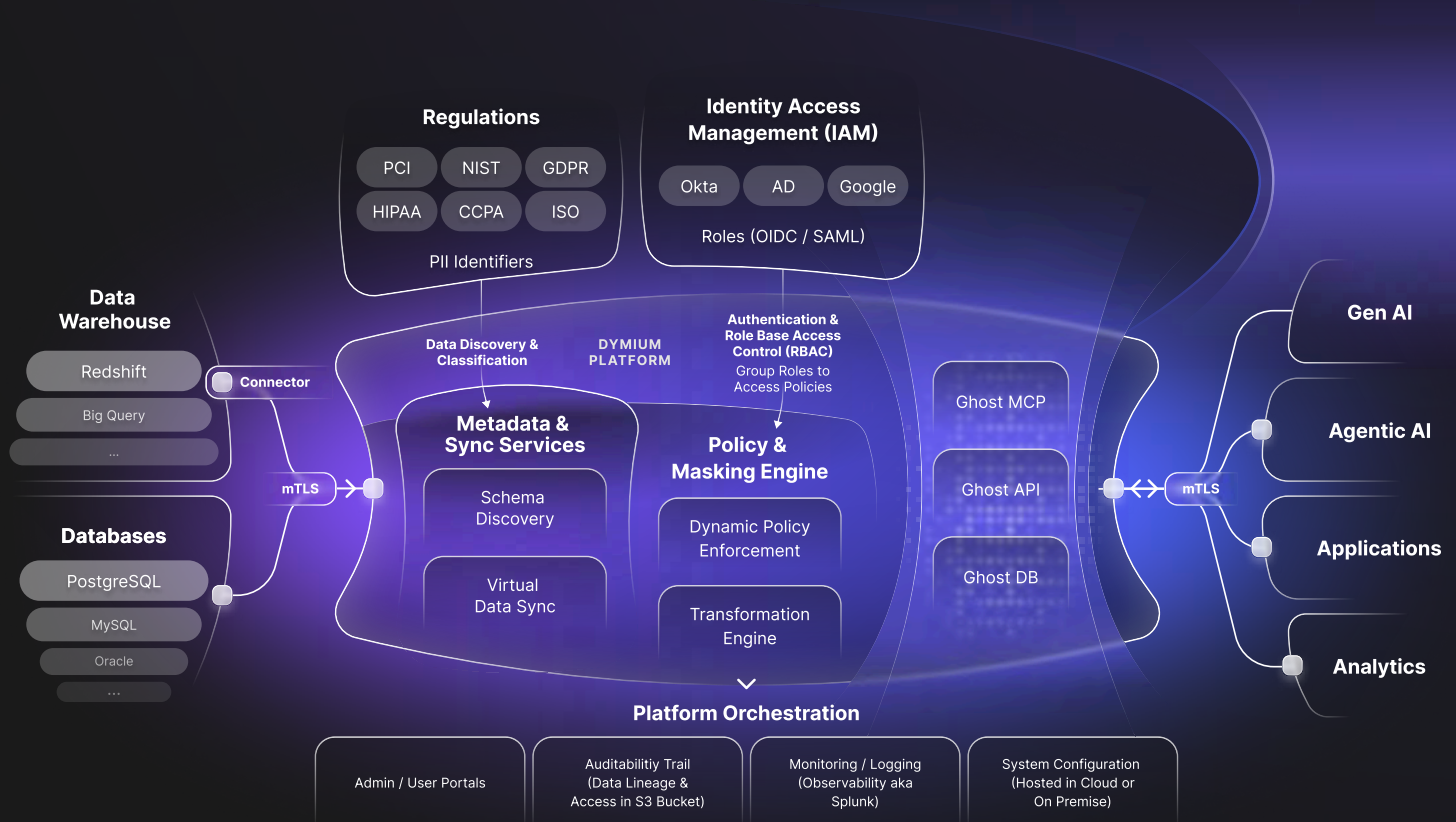 Regulations
PCI
NIST
GDPR
HIPAA
CCPA
ISO
PII Identifiers
Identity Access
Management (IAM)
Okta
AD
Google
Roles (OIDC / SAML)
Data
Warehouse
Redshift
Big Query
...
Connector
Databases
PostgreSQL
MySQL
Oracle
...
mTLS
Data Discovery &
Classification
DYMIUM
PLATFORM
Authentication &
Role Base Access
Control (RBAC)
Group Roles to
Access Policies
Metadata &
Sync Services
Schema
Discovery
Virtual
Data Sync
Policy &
Masking Engine
Dynamic Policy
Enforcement
Transformation
Engine
Ghost MCP
Ghost API
Ghost DB
mTLS
Gen AI
Agentic AI
Applications
Analytics
Platform Orchestration
Admin / User Portals
Auditabilitiy Trail
(Data Lineage &
Access in S3 Bucket)
Monitoring / Logging
(Observability aka
Splunk)
System Configuration
(Hosted in Cloud or
On Premise)